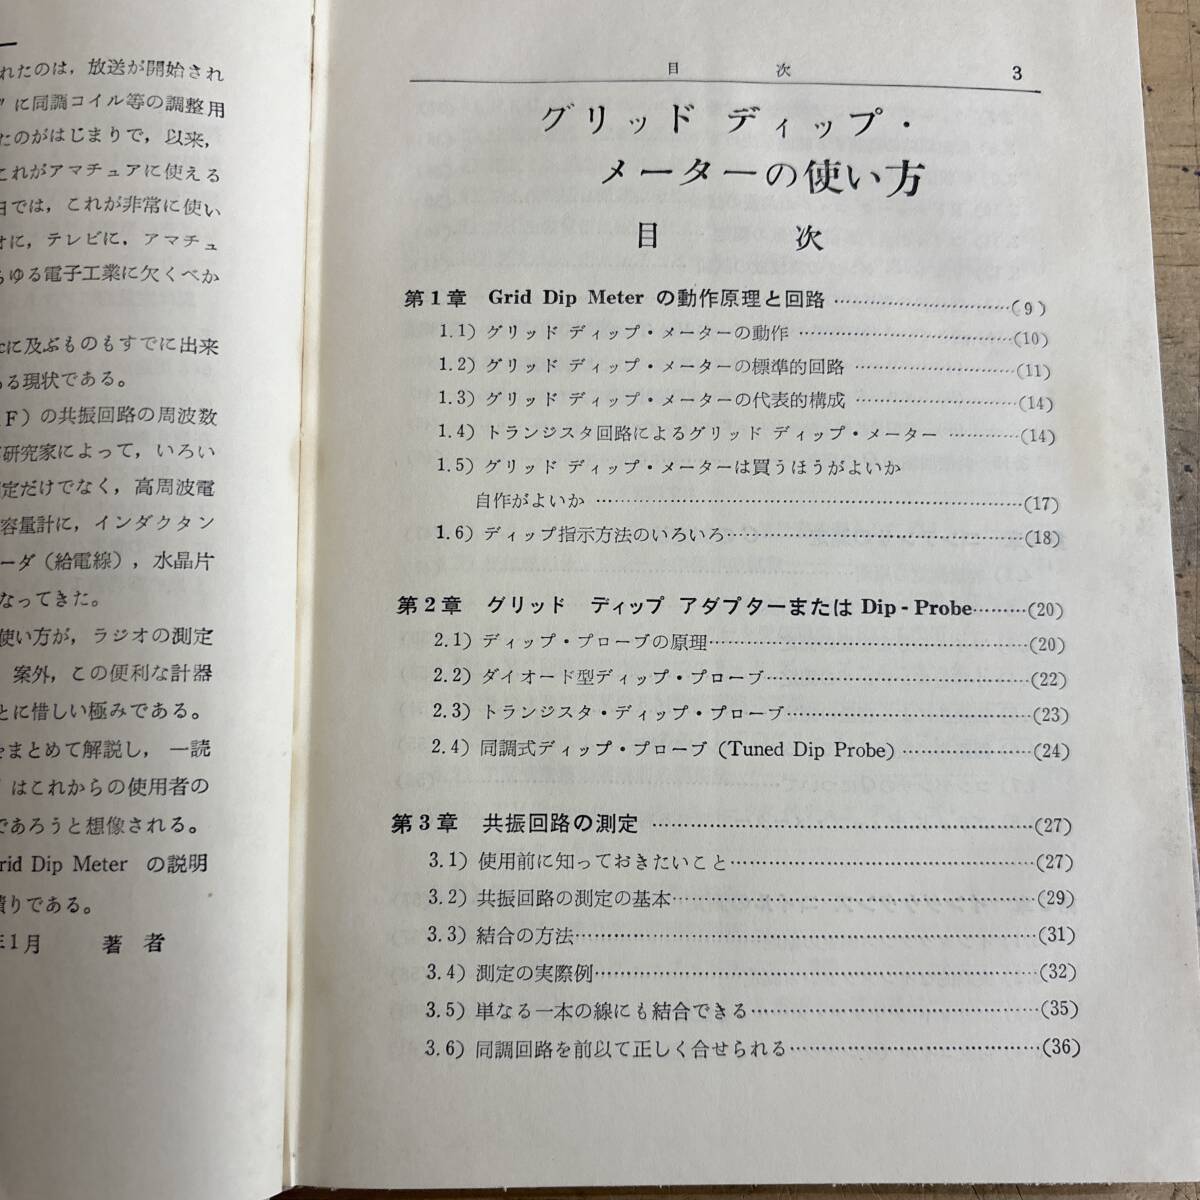 れたのは，放送が開始され
〃に同調コイル等の調整用
たのがはじまりで，以来，
これがアマチュアに使える
日では，これが非常に使い
オに，テレビに，アマチュ
らゆる電子工業に欠くべか
cに及ぶものもすでに出来
ある現状である。
F）の共振回路の周波数
研究家によって，いろい
定だけでなく，高周波電
容量計に，インダクタン
ーダ（給電線），水晶片
なってきた。
使い方が，ラジオの測定
案外，この便利な計器
とに惜しい極みである。
をまとめて解説し，一読
はこれからの使用者の
であろうと想像される。
rid Dip Meter の説明
積りである。
年1月 著者
目 次 3
グリッド ディップ・
メーターの使い方
目 次
第1章 Grid Dip Meter の動作原理と回路 ……………………(9)
1.1) グリッド ディップ・メーターの動作 ……………………(10)
1.2) グリッド ディップ・メーターの標準的回路 ……………………(11)
1.3) グリッド ディップ・メーターの代表的構成 ……………………(14)
1.4) トランジスタ回路によるグリッド ディップ・メーター …………(14)
1.5) グリッド ディップ・メーターは買うほうがよいか
自作がよいか ……………………………………………(17)
1.6) ディップ指示方法のいろいろ………………………………(18)
第2章 グリッド ディップ アダプターまたは Dip‐Probe………(20)
2.1) ディップ・プローブの原理…………………………………(20)
2.2) ダイオード型ディップ・プローブ……………………………(22)
2.3) トランジスタ・ディップ・プローブ…………………………(23)
2.4) 同調式ディップ・プローブ (Tuned Dip Probe) ………………(24)
第3章 共振回路の測定 ………………………………………(27)
3.1) 使用前に知っておきたいこと………………………………(27)
3.2) 共振回路の測定の基本………………………………………(29)
3.3) 結合の方法……………………………………………………(31)
3.4) 測定の実際例…………………………………………………(32)
3.5) 単なる一本の線にも結合できる……………………………(35)
3.6) 同調回路を前以て正しく合せられる…………………………(36)